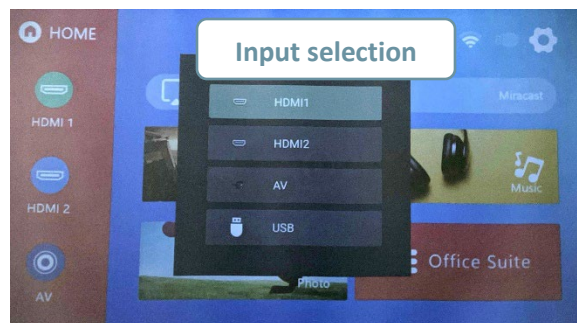 HOME
Input selection
HDMI 1
HDMI1
Miracast
HDMI2
Music
HDMI 2
AV
USB
Office Suite
Photo
AV